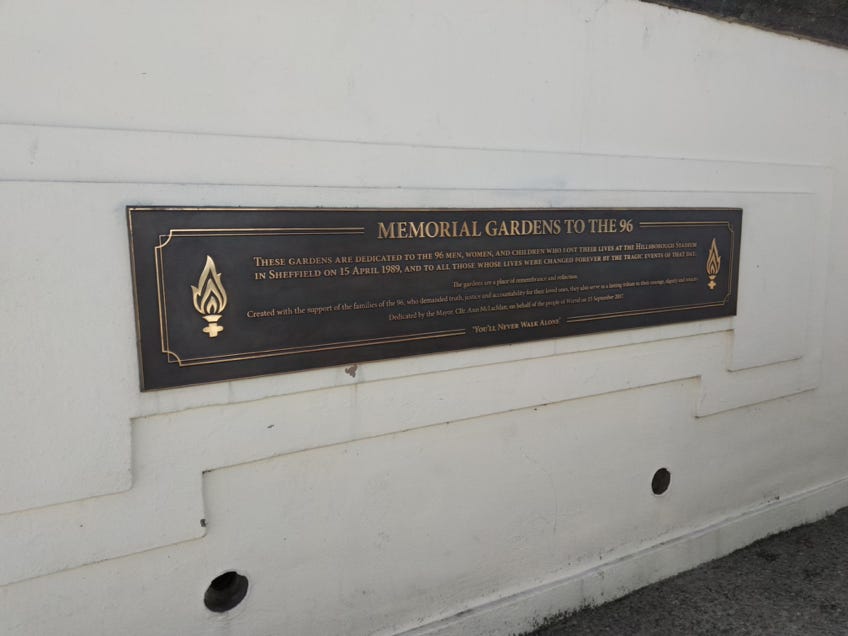 MEMORIAL GARDENS TO THE 96
THESE GARDENS ARE DEDICATED TO THE 96 MEN, WOMEN, AND CHILDREN WHO LOST THEIR LIVES AT THE HILLSBOROUGH STADIUM
IN SHEFFIELD ON 15 APRIL 1989, AND TO ALL THOSE WHOSE LIVES WERE CHANGED FOREVER BY THE TRAGIC EVENTS OF THAT DAY.
The gardens are a place of remembrance and reflection.
Created with the support of the families of the 96, who demanded truth, justice and accountability for their loved ones, they also serve as a lasting tribute to their courage, dignity and tenacity.
Dedicated by the Mayor, Cllr. Ann McLachlan, on behalf of the people of Wirral on 15 September 2017.
"YOU'LL NEVER WALK ALONE"